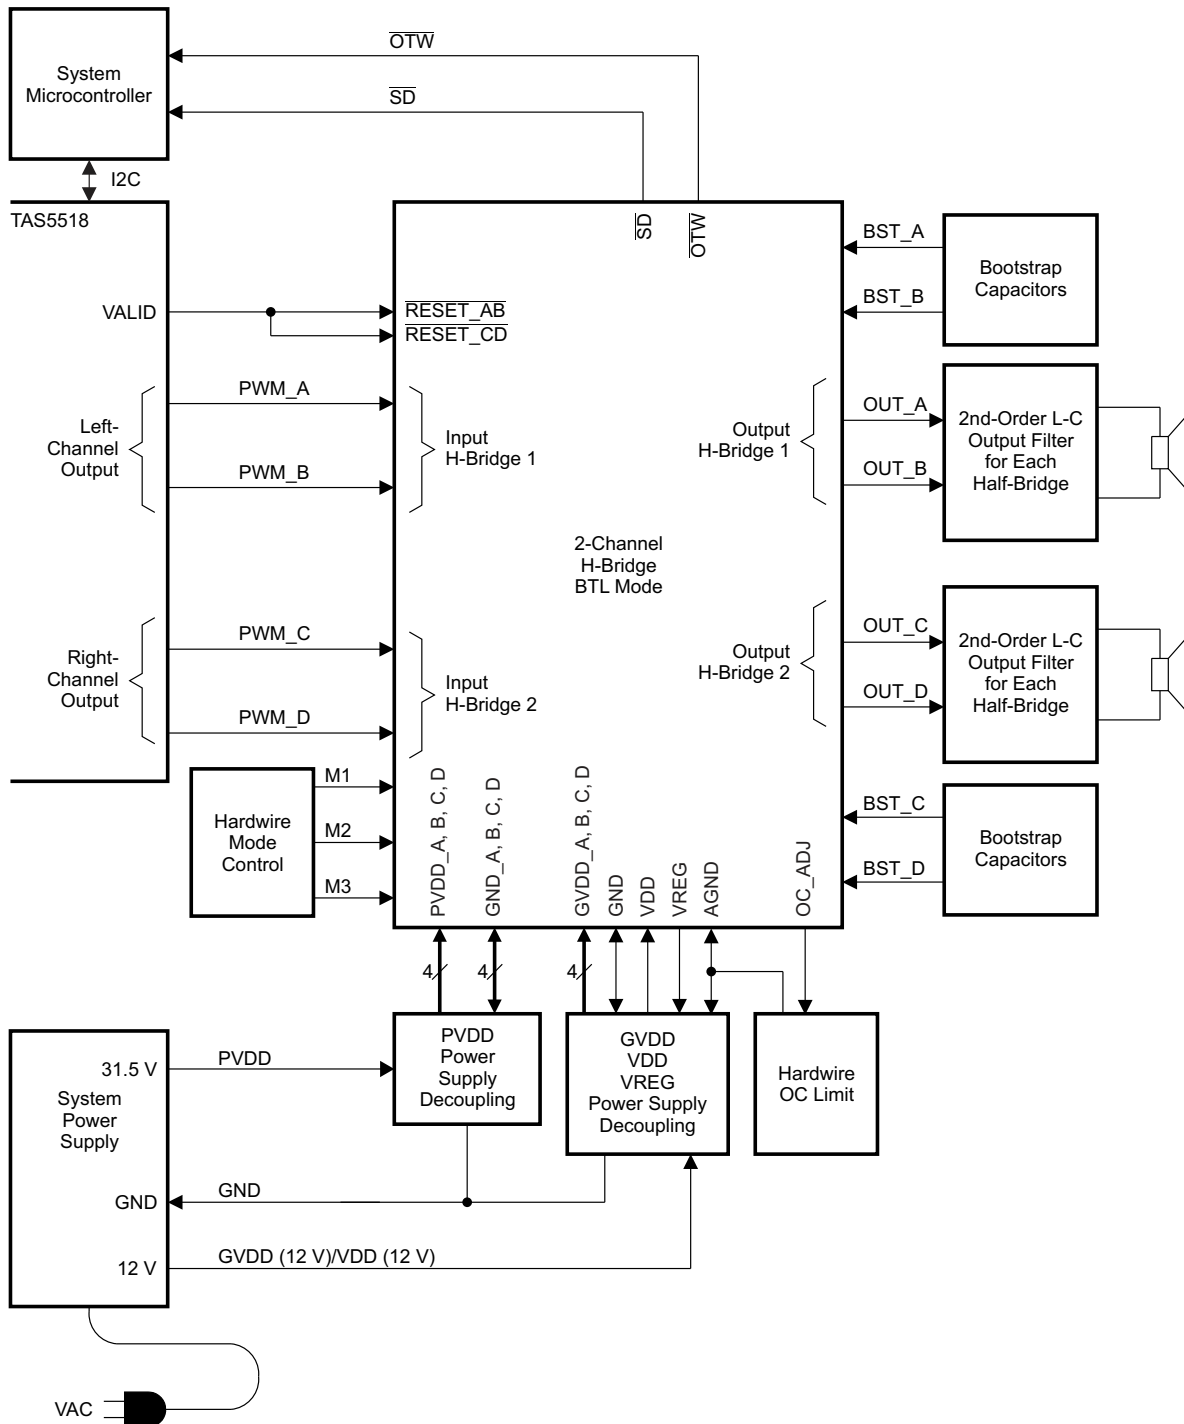 OTW
System
Microcontroller
SD
I2C
TAS5518
SD
OTW
BST_A
Bootstrap
Capacitors
BST_B
VALID
RESET_AB
RESET_CD
PWM_A
Left-
Channel
Output
Input
H-Bridge 1
PWM_B
Output
H-Bridge 1
OUT_A
OUT_B
2nd-Order L-C
Output Filter
for Each
Half-Bridge
2-Channel
H-Bridge
BTL Mode
PWM_C
Right-
Channel
Output
Input
H-Bridge 2
PWM_D
Output
H-Bridge 2
OUT_C
OUT_D
2nd-Order L-C
Output Filter
for Each
Half-Bridge
M1
Hardwire
Mode
Control
M2
M3
PVDD_A, B, C, D
GND_A, B, C, D
GVDD_A, B, C, D
GND
VDD
VREG
AGND
OC_ADJ
BST_C
Bootstrap
Capacitors
BST_D
4
4
4
PVDD
Power
Supply
Decoupling
GVDD
VDD
VREG
Power Supply
Decoupling
Hardwire
OC Limit
31.5 V
PVDD
System
Power
Supply
GND
GND
12 V
GVDD (12 V)/VDD (12 V)
VAC